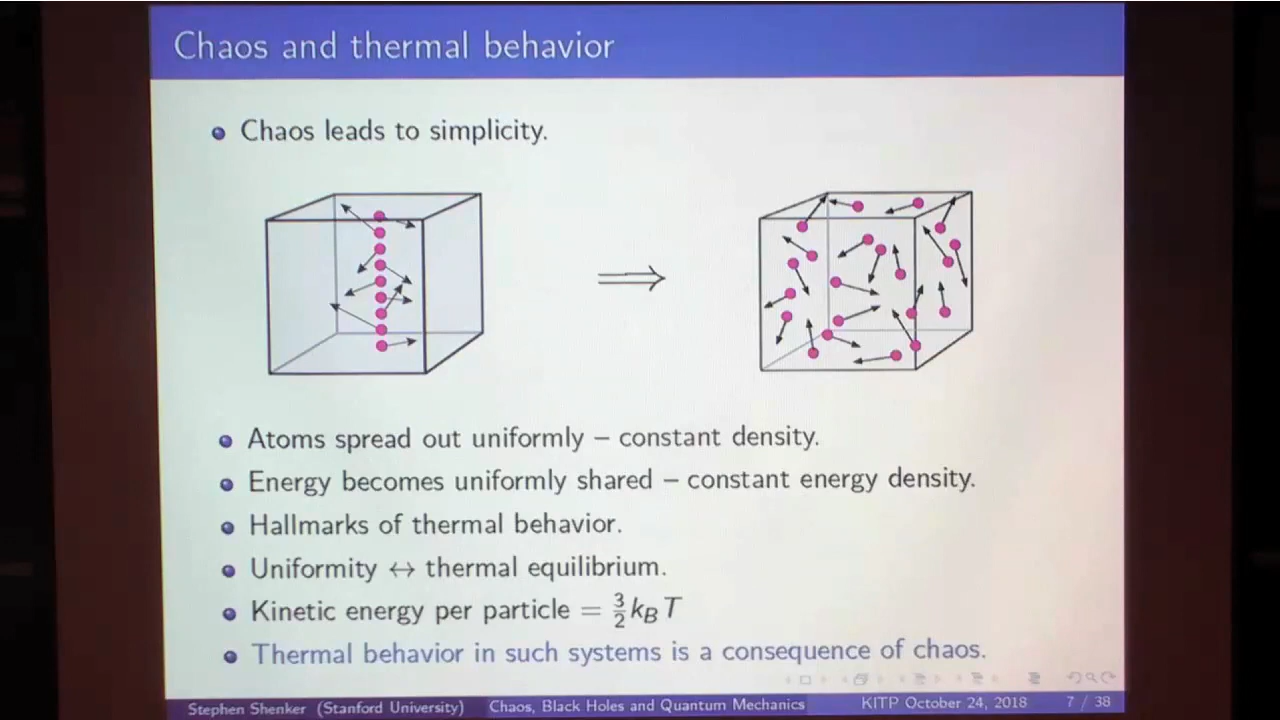 Chaos and thermal behavior
Chaos leads to simplicity.
Atoms spread out uniformly – constant density.
Energy becomes uniformly shared – constant energy density.
Hallmarks of thermal behavior.
Uniformity ↔ thermal equilibrium.
Kinetic energy per particle = 3/2 k_B T
Thermal behavior in such systems is a consequence of chaos.
Stephen Shenker (Stanford University) Chaos, Black Holes and Quantum Mechanics KITP October 24, 2018 7 / 38